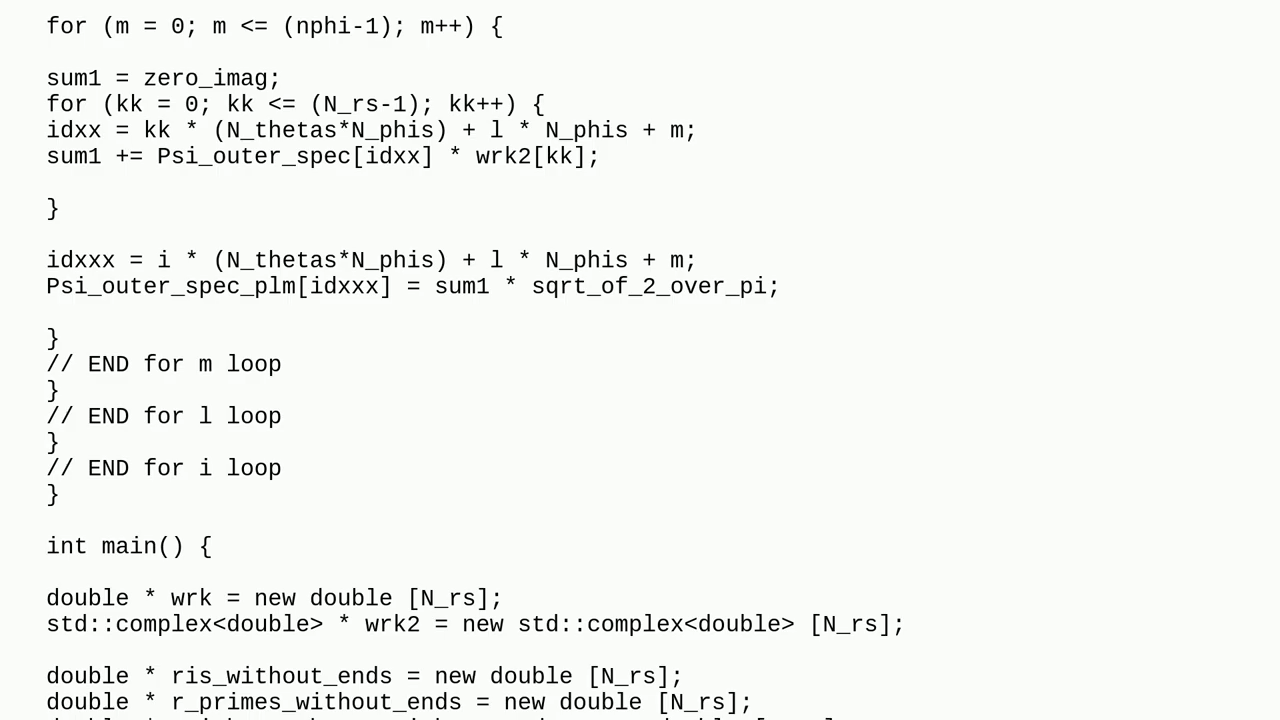 for (m = 0; m <= (nphi-1); m++) {
sum1 = zero_imag;
for (kk = 0; kk <= (N_rs-1); kk++) {
idxx = kk * (N_thetas*N_phis) + l * N_phis + m;
sum1 += Psi_outer_spec[idxx] * wrk2[kk];
}
idxxx = i * (N_thetas*N_phis) + l * N_phis + m;
Psi_outer_spec_plm[idxxx] = sum1 * sqrt_of_2_over_pi;
}
// END for m loop
}
// END for l loop
}
// END for i loop
}
int main() {
double * wrk = new double [N_rs];
std::complex<double> * wrk2 = new std::complex<double> [N_rs];
double * ris_without_ends = new double [N_rs];
double * r_primes_without_ends = new double [N_rs];